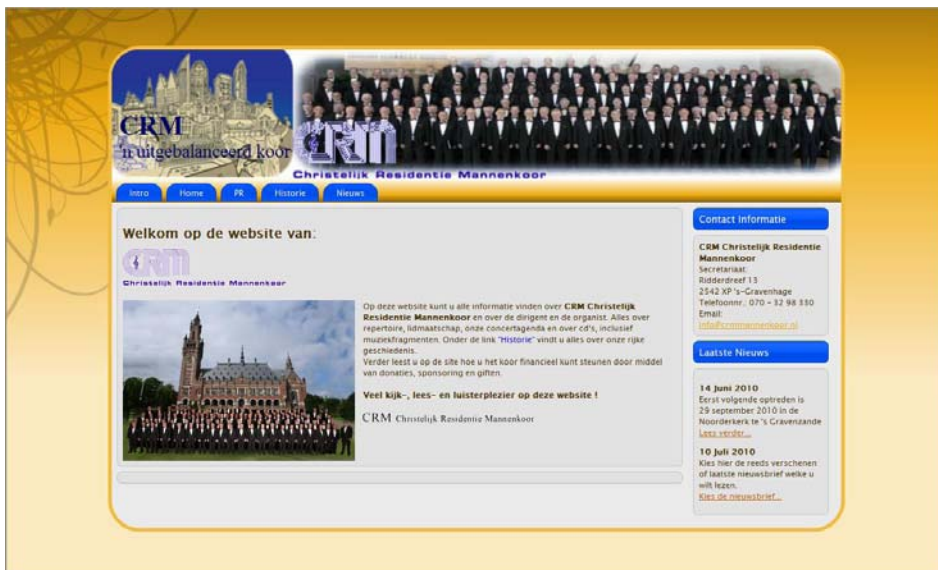 CRM
'n uitgebalanceerd koor
CRM
Christelijk Residentie Mannenkoor
Intro
Home
PR
Historie
Nieuws
Welkom op de website van:
CRM
Christelijk Residentie Mannenkoor
Op deze website kunt u alle informatie vinden over CRM Christelijk
Residentie Mannenkoor en over de dirigent en de organist. Alles over
repertoire, lidmaatschap, onze concertagenda en over cd's, inclusief
muziekfragmenten. Onder de link "Historie" vindt u alles over onze rijke
geschiedenis.
Verder leest u op de site hoe u het koor financieel kunt steunen door middel
van donaties, sponsoring en giften.
Veel kijk-, lees- en luisterplezier op deze website !
CRM Christelijk Residentie Mannenkoor
Contact Informatie
CRM Christelijk Residentie
Mannenkoor
Secretariaat:
Ridderdreef 13
2542 XP 's-Gravenhage
Telefoonnr.: 070 - 32 98 330
Email:
info@crmmannenkoor.nl
Laatste Nieuws
14 Juni 2010
Eerst volgende optreden is
29 september 2010 in de
Noorderkerk te 's Gravenzande
Lees verder...
10 Juli 2010
Kies hier de reeds verschenen
of laatste nieuwsbrief welke u
wilt lezen.
Kies de nieuwsbrief...